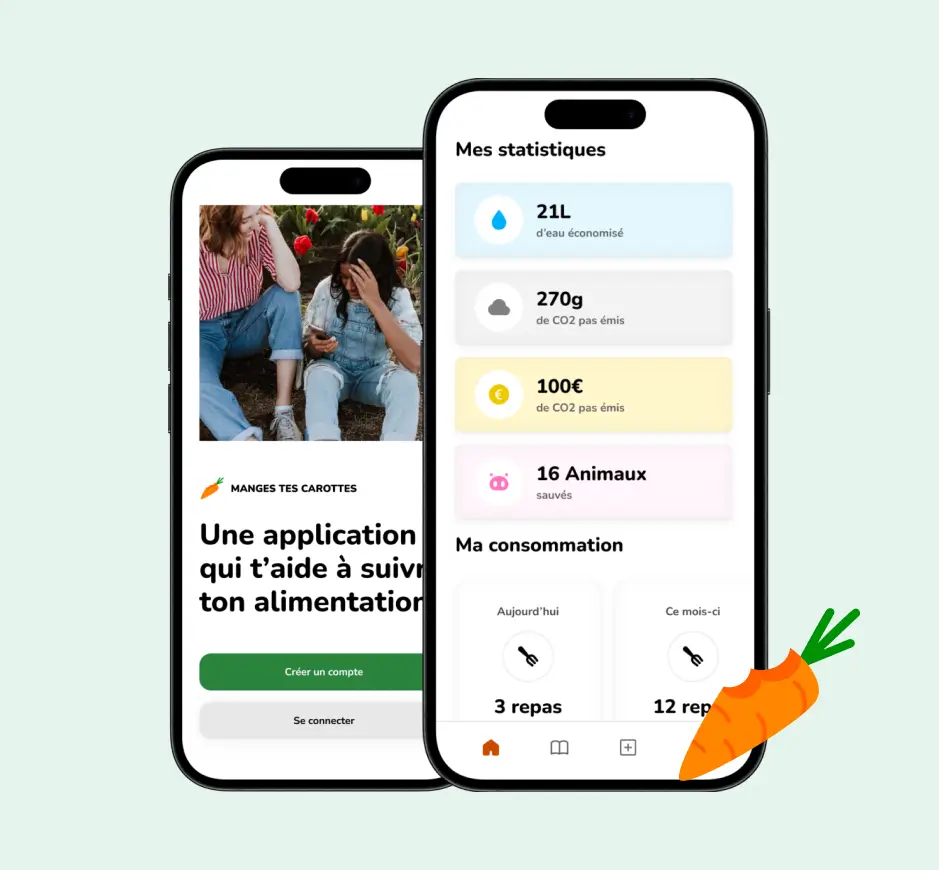 MANGES TES CAROTTES
Une application
qui t'aide à suivr
ton alimentation
Créer un compte
Se connecter
Mes statistiques
21L
d'eau économisé
270g
de CO2 pas émis
100€
de CO2 pas émis
16 Animaux
sauvés
Ma consommation
Aujourd'hui
Ce mois-ci
3 repas
12 rep